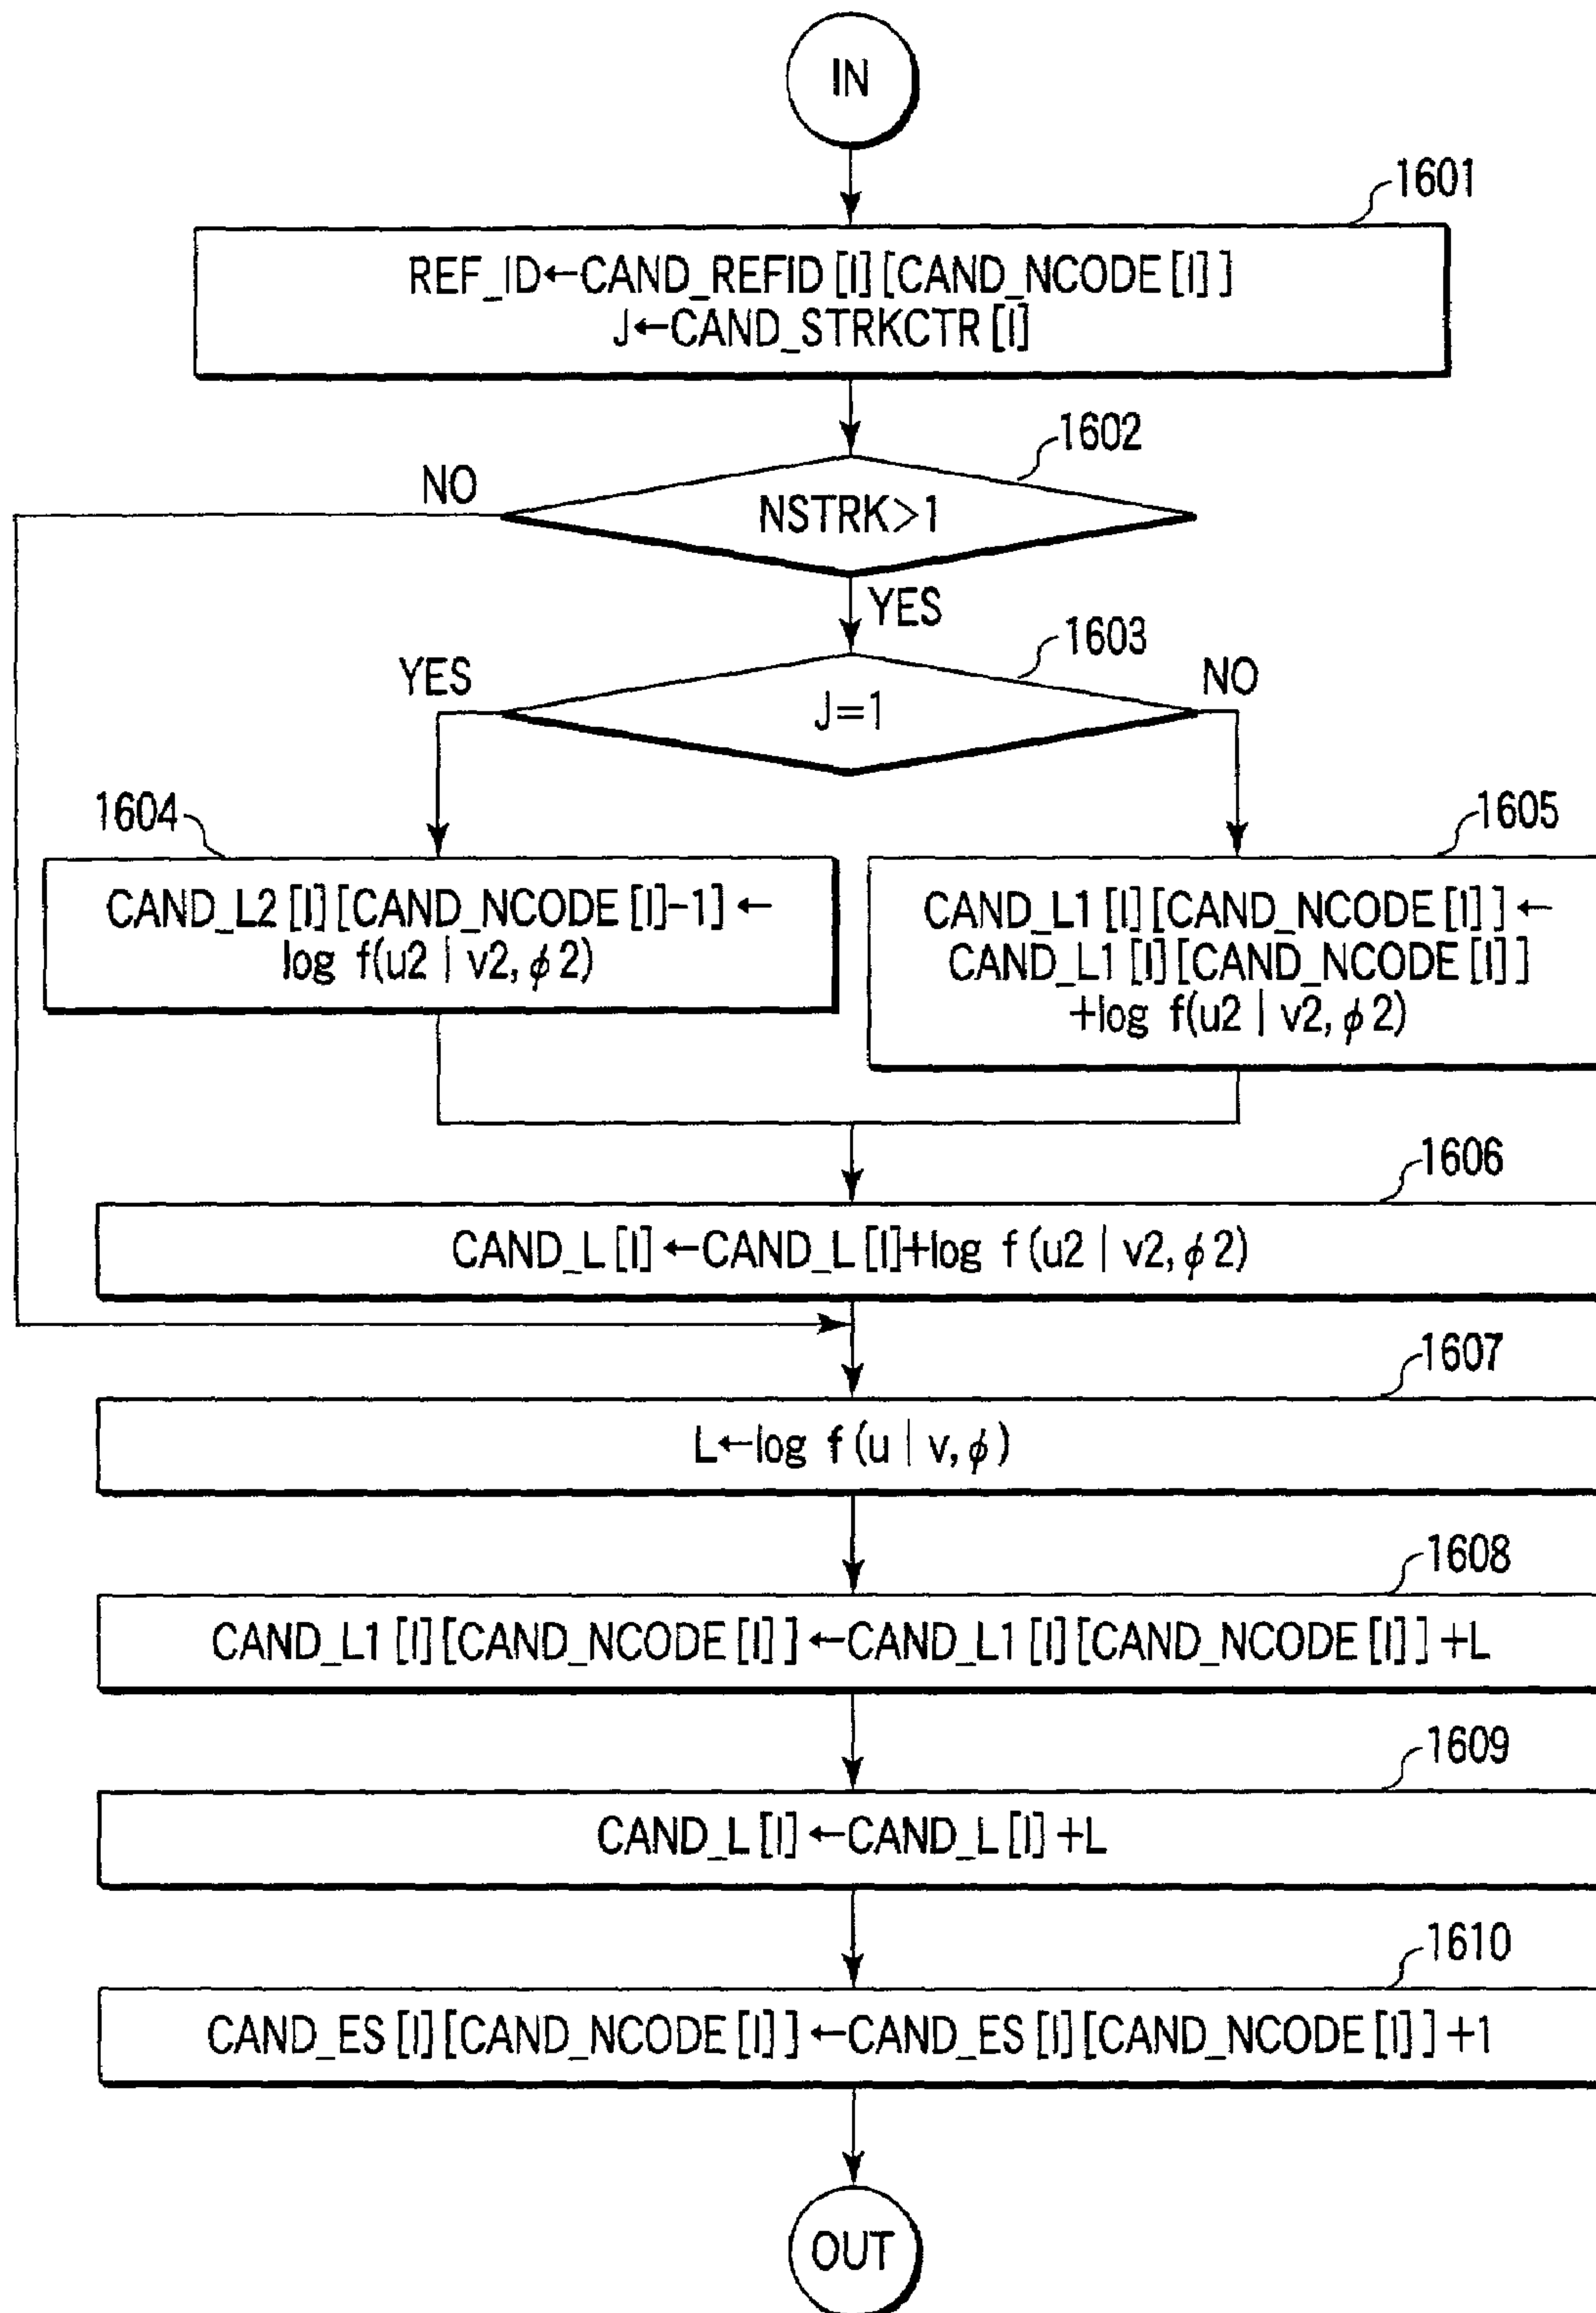 IN
1601
REF_ID←CAND_REFID[I][CAND_NCODE[I]]
J←CAND_STRKCTR[I]
1602
NO
NSTRK>1
YES
1603
YES
NO
J=1
1604
1605
CAND_L2[I][CAND_NCODE[I]-1]←
log f(u2 | v2, ϕ2)
CAND_L1[I][CAND_NCODE[I]]←
CAND_L1[I][CAND_NCODE[I]]
+log f(u2 | v2, ϕ2)
1606
CAND_L[I]←CAND_L[I]+log f(u2 | v2, ϕ2)
1607
L←log f(u | v, ϕ)
1608
CAND_L1[I][CAND_NCODE[I]]←CAND_L1[I][CAND_NCODE[I]]+L
1609
CAND_L[I]←CAND_L[I]+L
1610
CAND_ES[I][CAND_NCODE[I]]←CAND_ES[I][CAND_NCODE[I]]+1
OUT